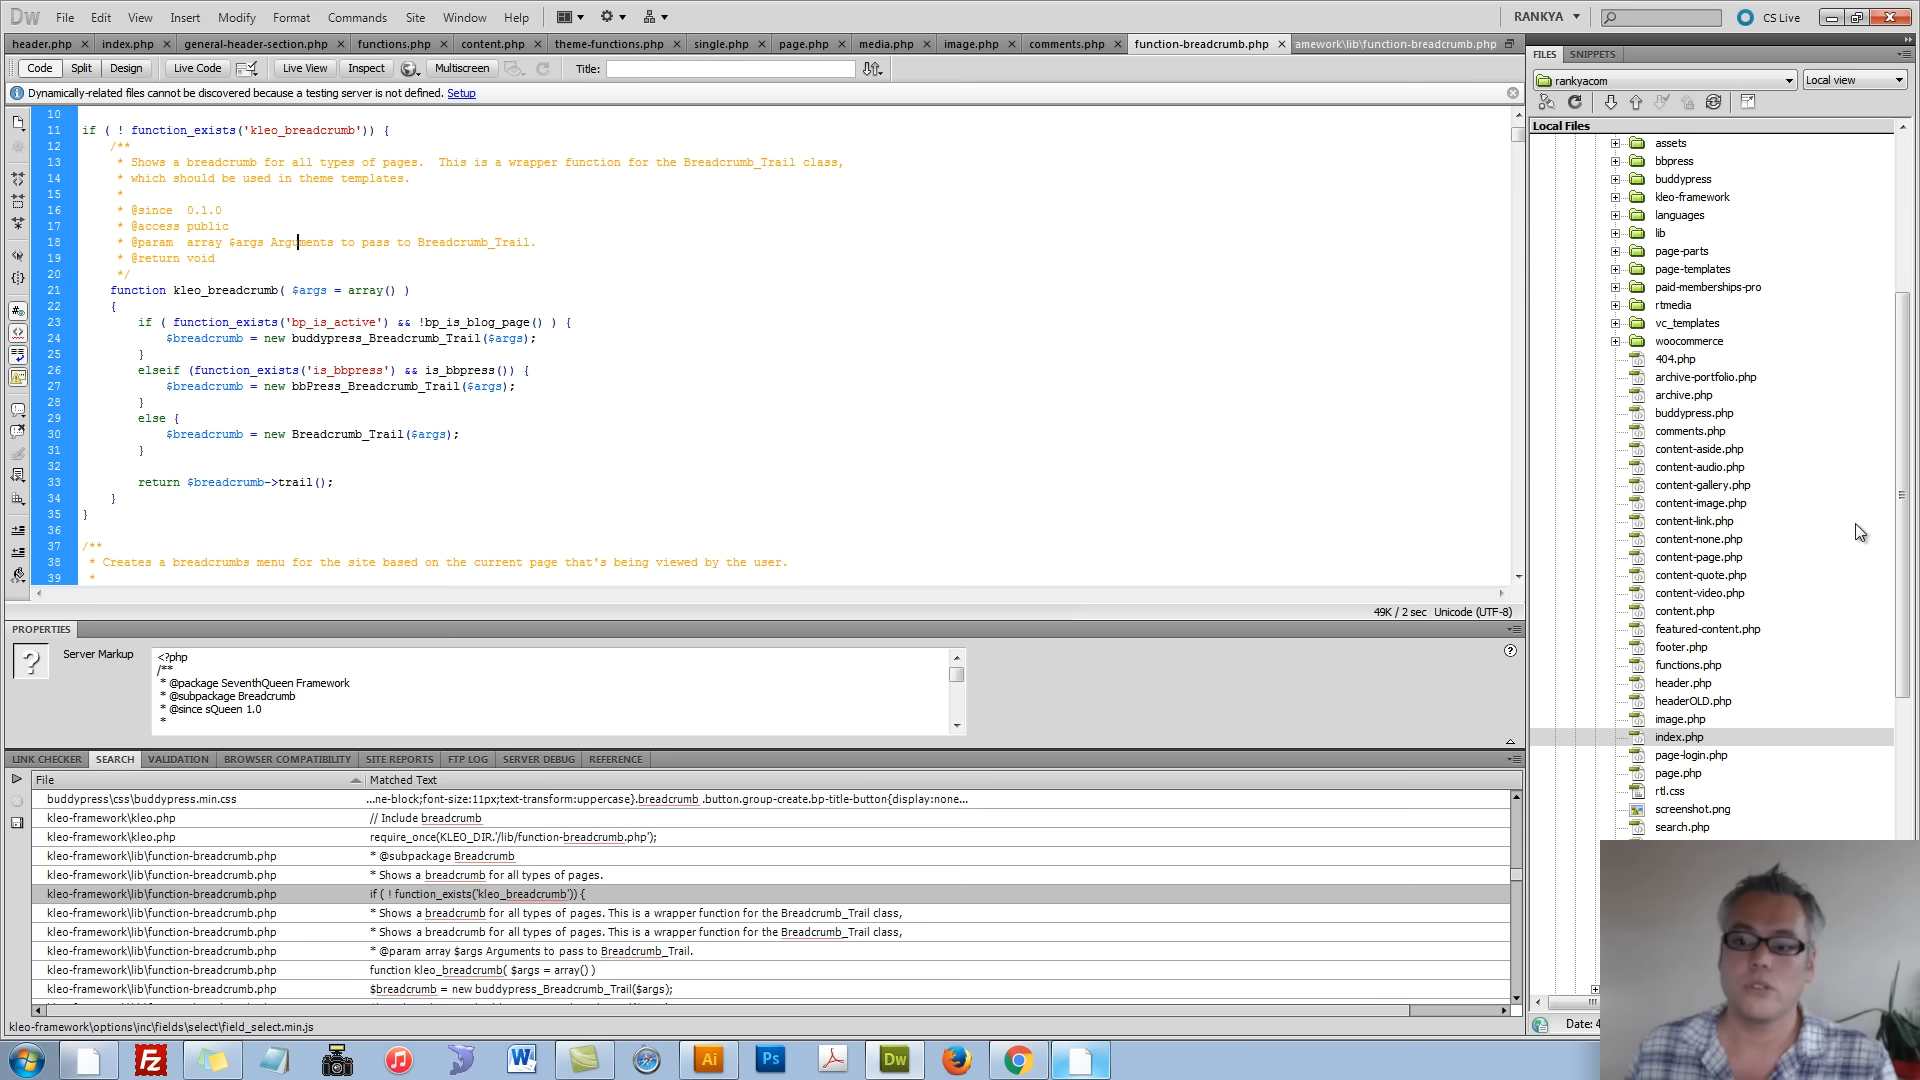 Dw File Edit View Insert Modify Format Commands Site Window Help RANKYA CS Live
header.php index.php general-header-section.php functions.php content.php theme-functions.php single.php page.php media.php image.php comments.php function-breadcrumb.php amework\lib\function-breadcrumb.php
Code Split Design Live Code Live View Inspect Multiscreen Title:
Dynamically-related files cannot be discovered because a testing server is not defined. Setup
10
11 if ( ! function_exists('kleo_breadcrumb')) {
12 /**
13 * Shows a breadcrumb for all types of pages.  This is a wrapper function for the Breadcrumb_Trail class,
14 * which should be used in theme templates.
15 *
16 * @since  0.1.0
17 * @access public
18 * @param  array $args Arguments to pass to Breadcrumb_Trail.
19 * @return void
20 */
21 function kleo_breadcrumb( $args = array() )
22 {
23 if ( function_exists('bp_is_active') && !bp_is_blog_page() ) {
24 $breadcrumb = new buddypress_Breadcrumb_Trail($args);
25 }
26 elseif (function_exists('is_bbpress') && is_bbpress()) {
27 $breadcrumb = new bbPress_Breadcrumb_Trail($args);
28 }
29 else {
30 $breadcrumb = new Breadcrumb_Trail($args);
31 }
32
33 return $breadcrumb->trail();
34 }
35 }
36
37 /**
38 * Creates a breadcrumbs menu for the site based on the current page that's being viewed by the user.
39 *
49K / 2 sec Unicode (UTF-8)
PROPERTIES
Server Markup
<?php
/**
* @package SeventhQueen Framework
* @subpackage Breadcrumb
* @since sQueen 1.0
*
LINK CHECKER SEARCH VALIDATION BROWSER COMPATIBILITY SITE REPORTS FTP LOG SERVER DEBUG REFERENCE
File Matched Text
buddypress\css\buddypress.min.css ...ne-block;font-size:11px;text-transform:uppercase}.breadcrumb .button.group-create.bp-title-button{display:none...
kleo-framework\kleo.php // Include breadcrumb
kleo-framework\kleo.php require_once(KLEO_DIR.'/lib/function-breadcrumb.php');
kleo-framework\lib\function-breadcrumb.php * @subpackage Breadcrumb
kleo-framework\lib\function-breadcrumb.php * Shows a breadcrumb for all types of pages.
kleo-framework\lib\function-breadcrumb.php if ( ! function_exists('kleo_breadcrumb')) {
kleo-framework\lib\function-breadcrumb.php * Shows a breadcrumb for all types of pages. This is a wrapper function for the Breadcrumb_Trail class,
kleo-framework\lib\function-breadcrumb.php * Shows a breadcrumb for all types of pages. This is a wrapper function for the Breadcrumb_Trail class,
kleo-framework\lib\function-breadcrumb.php * @param array $args Arguments to pass to Breadcrumb_Trail.
kleo-framework\lib\function-breadcrumb.php function kleo_breadcrumb( $args = array() )
kleo-framework\lib\function-breadcrumb.php $breadcrumb = new buddypress_Breadcrumb_Trail($args);
kleo-framework\options\inc\fields\select\field_select.min.js
FILES SNIPPETS
rankyacom Local view
Local Files
assets
bbpress
buddypress
kleo-framework
languages
lib
page-parts
page-templates
paid-memberships-pro
rtmedia
vc_templates
woocommerce
404.php
archive-portfolio.php
archive.php
buddypress.php
comments.php
content-aside.php
content-audio.php
content-gallery.php
content-image.php
content-link.php
content-none.php
content-page.php
content-quote.php
content-video.php
content.php
featured-content.php
footer.php
functions.php
header.php
headerOLD.php
image.php
index.php
page-login.php
page.php
rtl.css
screenshot.png
search.php
Date: 4
Fz W Ai Ps Dw